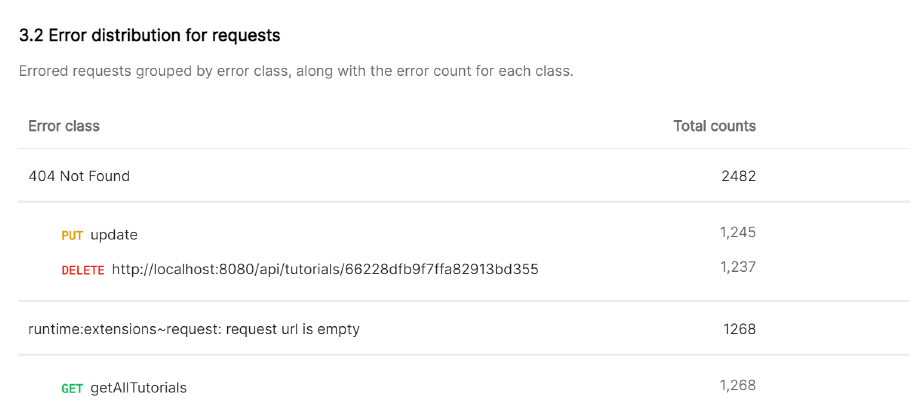 3.2 Error distribution for requests
Errored requests grouped by error class, along with the error count for each class.
Error class Total counts
404 Not Found 2482
PUT update 1,245
DELETE http://localhost:8080/api/tutorials/66228dfb9f7ffa82913bd355 1,237
runtime:extensions~request: request url is empty 1268
GET getAllTutorials 1,268